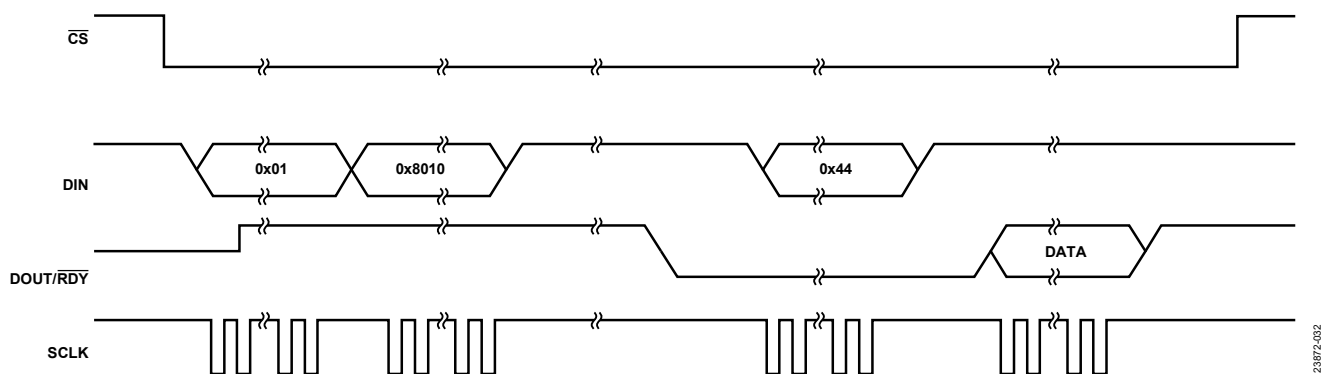 CS
DIN
0x01
0x8010
0x44
DOUT/RDY
DATA
SCLK
23872-032